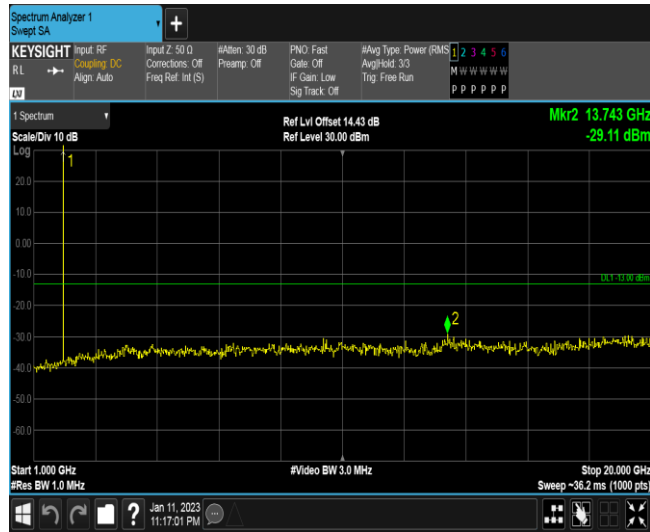 Spectrum Analyzer 1
Swept SA
+
KEYSIGHT Input: RF Input Z: 50 Ω #Atten: 30 dB PNO: Fast #Avg Type: Power (RMS 1 2 3 4 5 6
RL Coupling: DC Corrections: Off Preamp: Off Gate: Off Avg|Hold: 3/3 M W W W W W
Align: Auto Freq Ref: Int (S) IF Gain: Low Trig: Free Run
LXI Sig Track: Off P P P P P P
1 Spectrum Ref Lvl Offset 14.43 dB Mkr2 13.743 GHz
Scale/Div 10 dB Ref Level 30.00 dBm -29.11 dBm
Log
1
20.0
10.0
0.00
-10.0
DL1 -13.00 dBm
-20.0
2
-30.0
-40.0
-50.0
-60.0
Start 1.000 GHz #Video BW 3.0 MHz Stop 20.000 GHz
#Res BW 1.0 MHz Sweep ~36.2 ms (1000 pts)
? Jan 11, 2023
11:17:01 PM